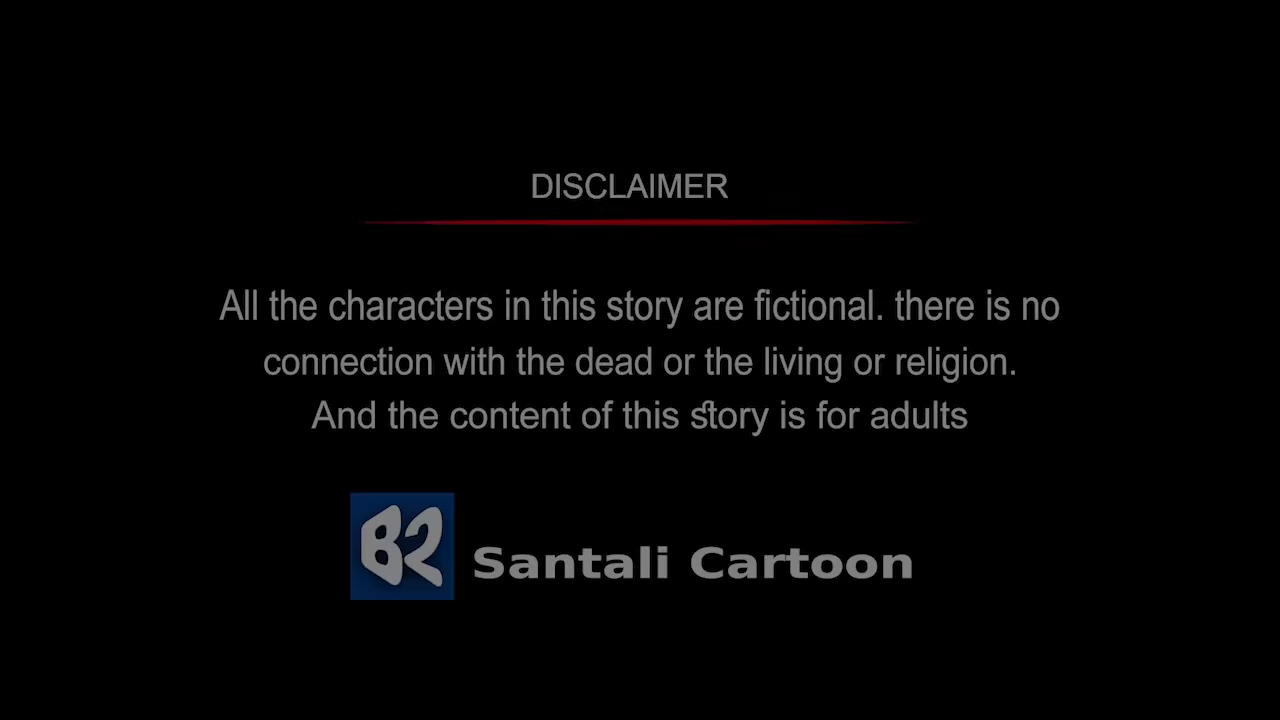 DISCLAIMER
All the characters in this story are fictional. there is no
connection with the dead or the living or religion.
And the content of this story is for adults
B2 Santali Cartoon